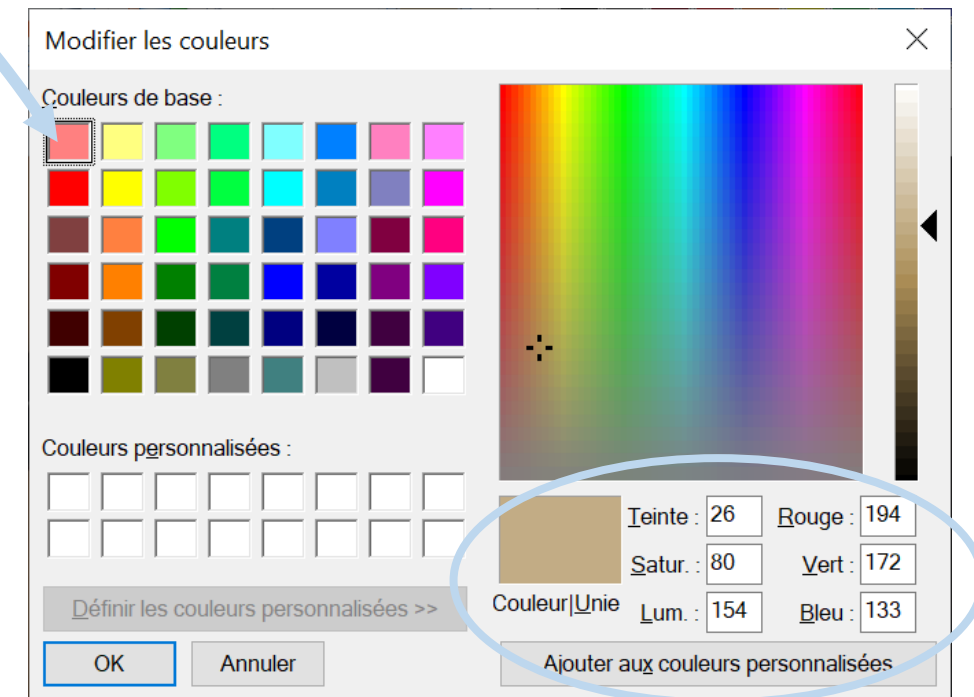 Modifier les couleurs
Couleurs de base :
Couleurs personnalisées :
Définir les couleurs personnalisées >>
OK Annuler
Teinte : 26 Rouge : 194
Satur. : 80 Vert : 172
Couleur|Unie Lum. : 154 Bleu : 133
Ajouter aux couleurs personnalisées